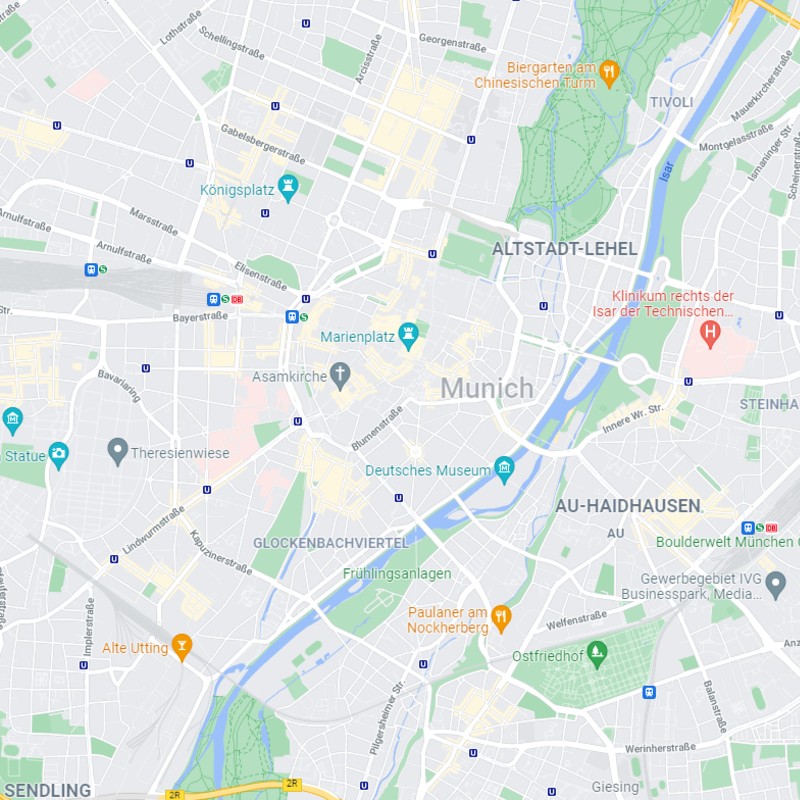 Lothstraße
Schellingstraße
Arcisstraße
Georgenstraße
Biergarten am
Chinesischen Turm
TIVOLI
Mauerkircherstraße
Montgelasstraße
Ismaninger Str.
Scheinerstraße
Isar
U
U
U
U
U
Gabelsbergerstraße
Königsplatz
U
Arnulfstraße
Marsstraße
Arnulfstraße
Elisenstraße
U
ALTSTADT-LEHEL
S
S DB
U
Klinikum rechts der
Isar der Technischen...
H
U
U
Str.
Bayerstraße
S
Marienplatz
U
Asamkirche
Munich
U
Bavariaring
STEINHA
Innere Wr. Str.
Blumenstraße
U
Statue
Theresienwiese
Deutsches Museum
U
U
AU-HAIDHAUSEN
Lindwurmstraße
S DB
AU
Boulderwelt München
GLOCKENBACHVIERTEL
Kapuzinerstraße
U
Frühlingsanlagen
Gewerbegebiet IVG
Businesspark, Media...
Implerstraße
Paulaner am
Nockherberg
Welfenstraße
Alte Utting
Ostfriedhof
Anz
U
U
Pilgersheimer Str.
Balanstraße
U
Werinherstraße
U
U
Giesing
SENDLING
2R
2R